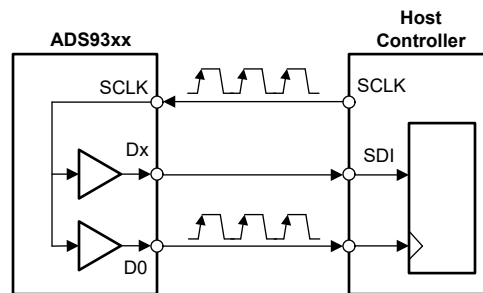 Host
Controller
ADS93xx
SCLK
SCLK
Dx
SDI
D0